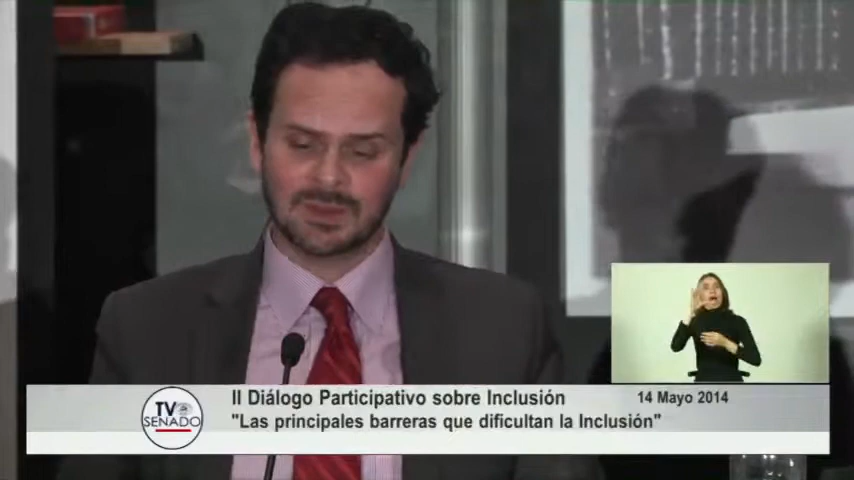 II Diálogo Participativo sobre Inclusión
14 Mayo 2014
"Las principales barreras que dificultan la Inclusión"
TV
SENADO